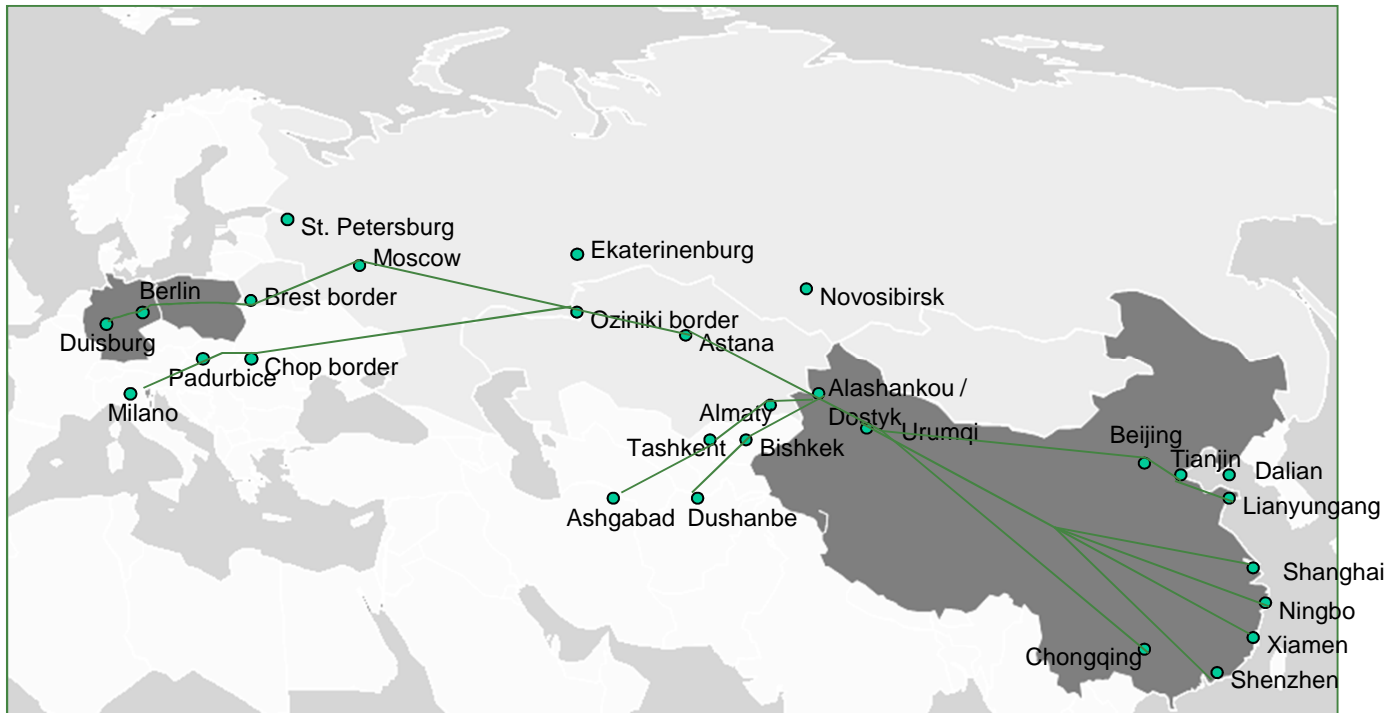 St. Petersburg
Moscow
Ekaterinenburg
Berlin
Brest border
Novosibirsk
Oziniki border
Duisburg
Astana
Padurbice
Chop border
Milano
Alashankou /
Dostyk
Almaty
Urumqi
Tashkent
Bishkek
Beijing
Tianjin
Dalian
Ashgabad
Dushanbe
Lianyungang
Shanghai
Ningbo
Xiamen
Chongqing
Shenzhen